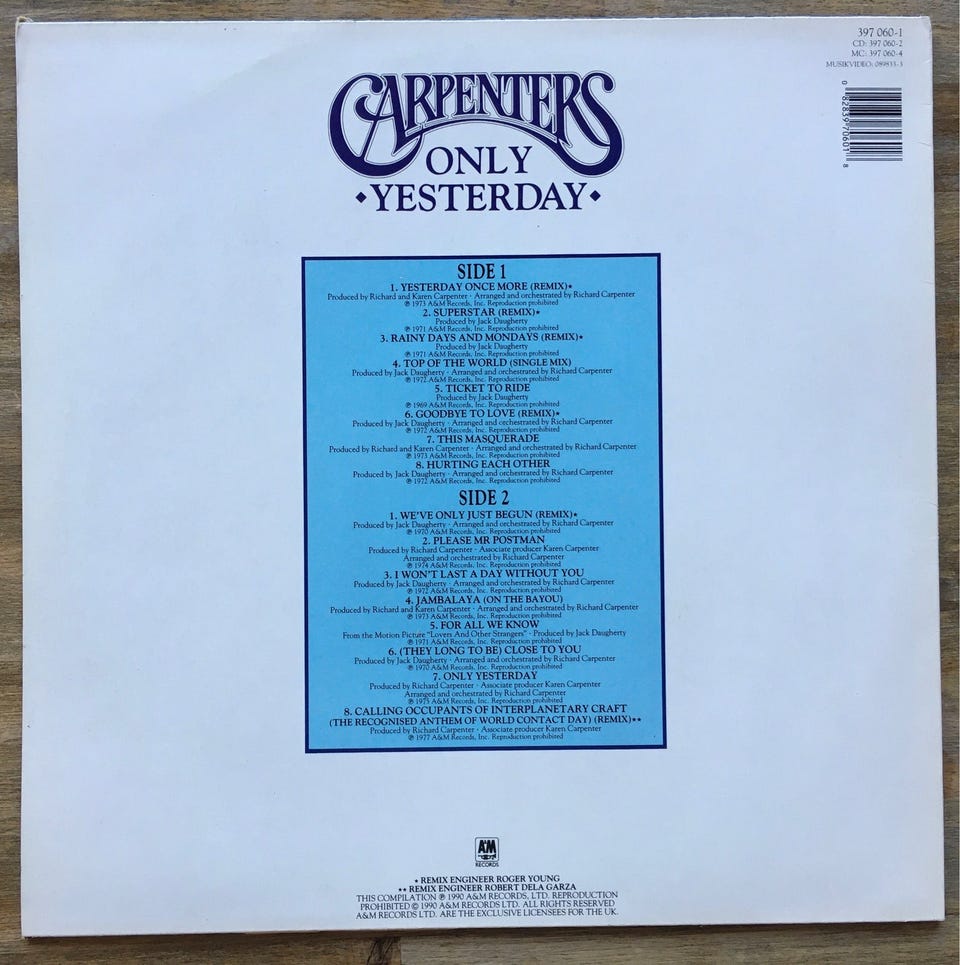 397 060-1
CD: 397 060-2
MC: 397 060-4
MUSIKVIDEO: 089833-3
0 82839 70601 8
CARPENTERS
ONLY
◆YESTERDAY◆
SIDE 1
1. YESTERDAY ONCE MORE (REMIX)★
Produced by Richard and Karen Carpenter · Arranged and orchestrated by Richard Carpenter
℗ 1973 A&M Records, Inc. Reproduction prohibited
2. SUPERSTAR (REMIX)★
Produced by Jack Daugherty
℗ 1971 A&M Records, Inc. Reproduction prohibited
3. RAINY DAYS AND MONDAYS (REMIX)★
Produced by Jack Daugherty
℗ 1971 A&M Records, Inc. Reproduction prohibited
4. TOP OF THE WORLD (SINGLE MIX)
Produced by Jack Daugherty · Arranged and orchestrated by Richard Carpenter
℗ 1972 A&M Records, Inc. Reproduction prohibited
5. TICKET TO RIDE
Produced by Jack Daugherty
℗ 1969 A&M Records, Inc. Reproduction prohibited
6. GOODBYE TO LOVE (REMIX)★
Produced by Jack Daugherty · Arranged and orchestrated by Richard Carpenter
℗ 1972 A&M Records, Inc. Reproduction prohibited
7. THIS MASQUERADE
Produced by Richard and Karen Carpenter · Arranged and orchestrated by Richard Carpenter
℗ 1973 A&M Records, Inc. Reproduction prohibited
8. HURTING EACH OTHER
Produced by Jack Daugherty · Arranged and orchestrated by Richard Carpenter
℗ 1972 A&M Records, Inc. Reproduction prohibited
SIDE 2
1. WE'VE ONLY JUST BEGUN (REMIX)★
Produced by Jack Daugherty · Arranged and orchestrated by Richard Carpenter
℗ 1970 A&M Records, Inc. Reproduction prohibited
2. PLEASE MR POSTMAN
Produced by Richard Carpenter · Associate producer Karen Carpenter
Arranged and orchestrated by Richard Carpenter
℗ 1974 A&M Records, Inc. Reproduction prohibited
3. I WON'T LAST A DAY WITHOUT YOU
Produced by Jack Daugherty · Arranged and orchestrated by Richard Carpenter
℗ 1972 A&M Records, Inc. Reproduction prohibited
4. JAMBALAYA (ON THE BAYOU)
Produced by Richard and Karen Carpenter · Arranged and orchestrated by Richard Carpenter
℗ 1973 A&M Records, Inc. Reproduction prohibited
5. FOR ALL WE KNOW
From the Motion Picture "Lovers And Other Strangers" · Produced by Jack Daugherty
℗ 1971 A&M Records, Inc. Reproduction prohibited
6. (THEY LONG TO BE) CLOSE TO YOU
Produced by Jack Daugherty · Arranged and orchestrated by Richard Carpenter
℗ 1970 A&M Records, Inc. Reproduction prohibited
7. ONLY YESTERDAY
Produced by Richard Carpenter · Associate producer Karen Carpenter
Arranged and orchestrated by Richard Carpenter
℗ 1975 A&M Records, Inc. Reproduction prohibited
8. CALLING OCCUPANTS OF INTERPLANETARY CRAFT
(THE RECOGNISED ANTHEM OF WORLD CONTACT DAY) (REMIX)★★
Produced by Richard Carpenter · Associate producer Karen Carpenter
℗ 1977 A&M Records, Inc. Reproduction prohibited
A&M
RECORDS
★ REMIX ENGINEER ROGER YOUNG
★★ REMIX ENGINEER ROBERT DELA GARZA
THIS COMPILATION ℗ 1990 A&M RECORDS, LTD. REPRODUCTION
PROHIBITED © 1990 A&M RECORDS LTD. ALL RIGHTS RESERVED
A&M RECORDS LTD. ARE THE EXCLUSIVE LICENSEES FOR THE UK.